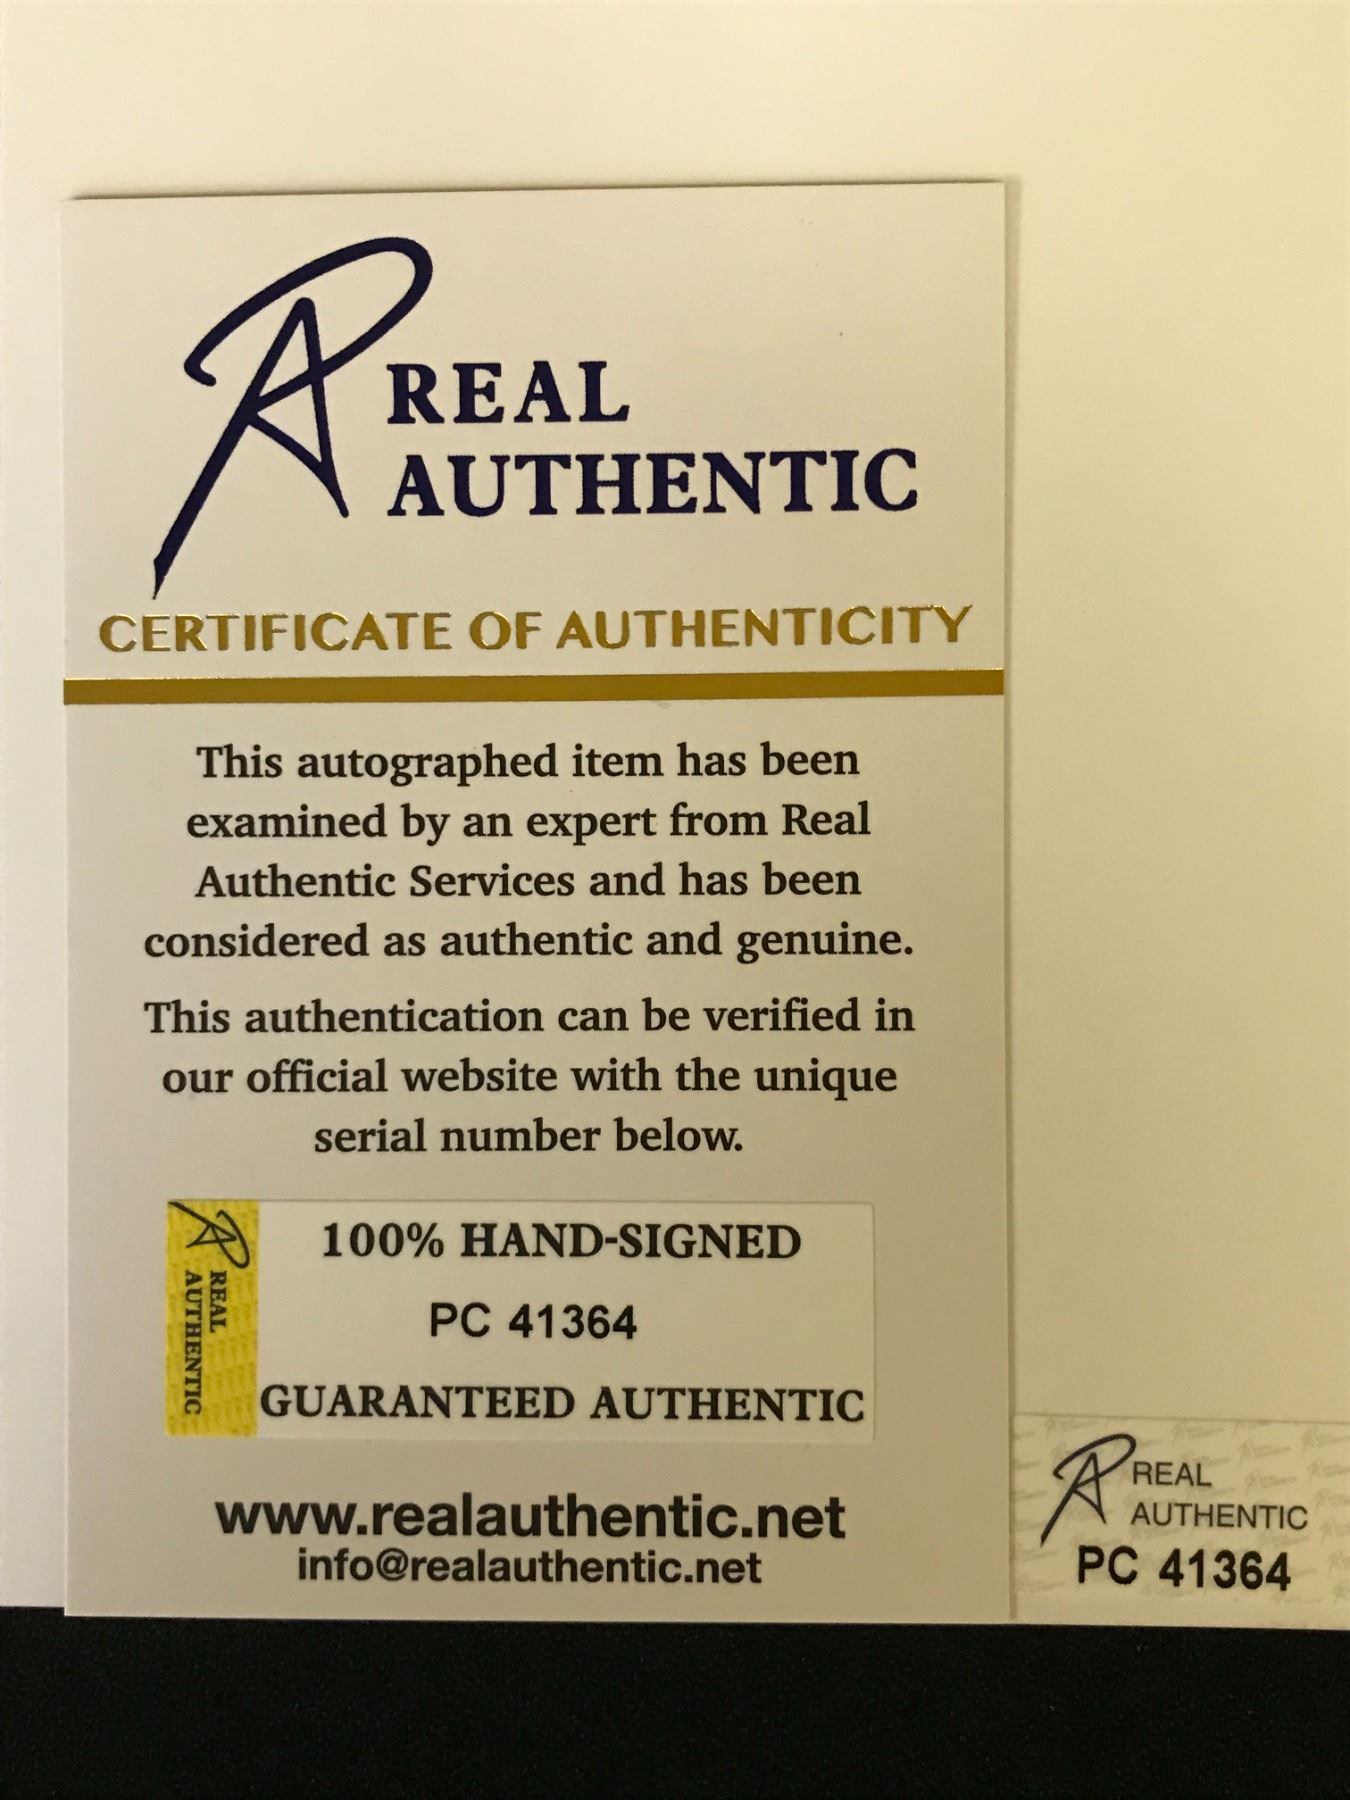 REAL
AUTHENTIC
CERTIFICATE OF AUTHENTICITY
This autographed item has been
examined by an expert from Real
Authentic Services and has been
considered as authentic and genuine.
This authentication can be verified in
our official website with the unique
serial number below.
REAL
AUTHENTIC
100% HAND-SIGNED
PC 41364
GUARANTEED AUTHENTIC
www.realauthentic.net
info@realauthentic.net
REAL
AUTHENTIC
PC 41364